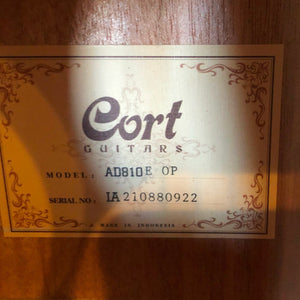 Cort
GUITARS
MODEL: AD810E OP
SERIAL NO: IA210880922
MADE IN INDONESIA